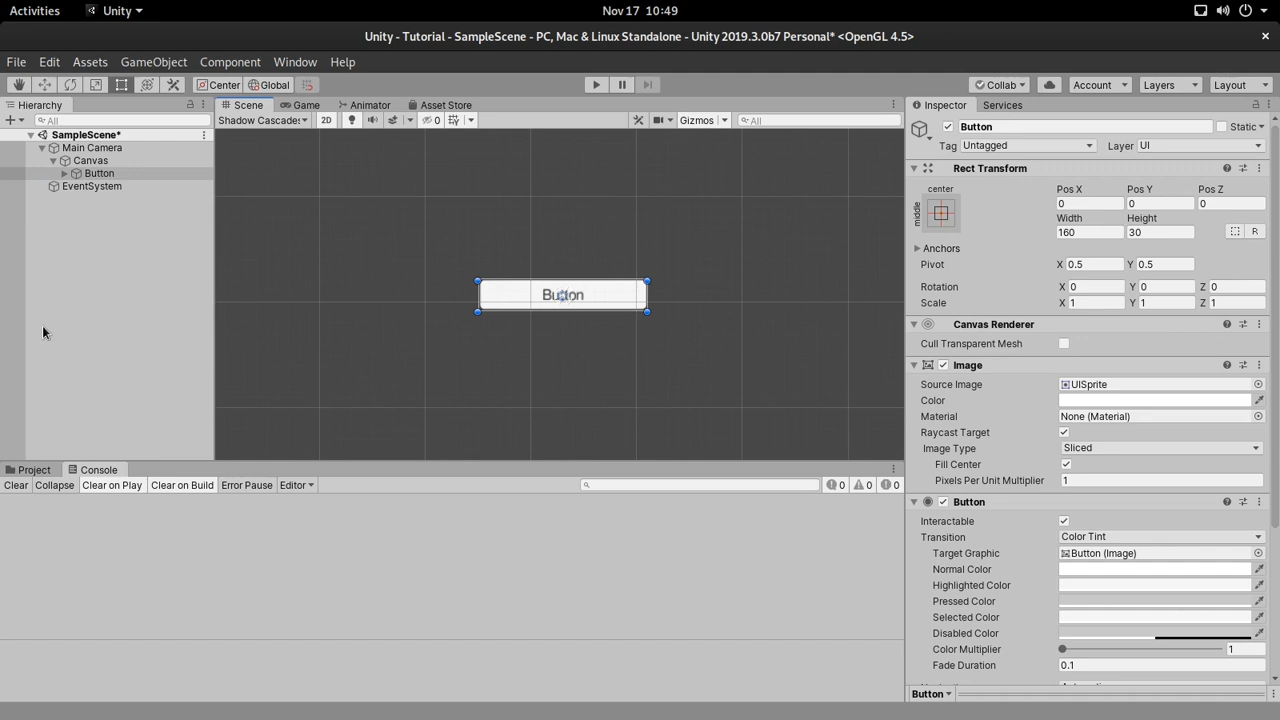 Activities Unity Nov 17 10:49
Unity - Tutorial - SampleScene - PC, Mac & Linux Standalone - Unity 2019.3.0b7 Personal* <OpenGL 4.5>
File Edit Assets GameObject Component Window Help
Center Global Collab Account Layers Layout
Hierarchy Scene Game Animator Asset Store Inspector Services
All Shadow Cascades 2D 0 Gizmos All
Button Static
Tag Untagged Layer UI
SampleScene*
Main Camera
Canvas
Button
EventSystem
Button
Rect Transform
center Pos X Pos Y Pos Z
middle 0 0 0
Width Height
160 30 R
Anchors
Pivot X 0.5 Y 0.5
Rotation X 0 Y 0 Z 0
Scale X 1 Y 1 Z 1
Canvas Renderer
Cull Transparent Mesh
Image
Source Image UISprite
Color
Material None (Material)
Raycast Target
Image Type Sliced
Fill Center
Pixels Per Unit Multiplier 1
Button
Interactable
Transition Color Tint
Target Graphic Button (Image)
Normal Color
Highlighted Color
Pressed Color
Selected Color
Disabled Color
Color Multiplier 1
Fade Duration 0.1
Button
Project Console
Clear Collapse Clear on Play Clear on Build Error Pause Editor 0 0 0